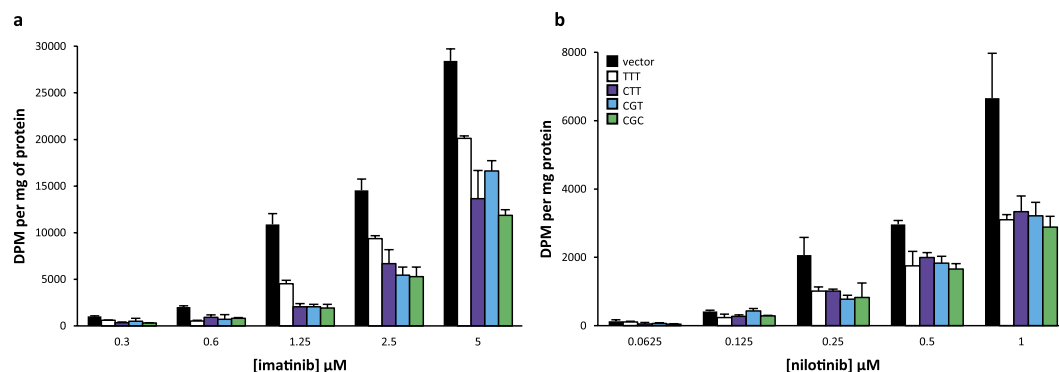 a
DPM per mg of protein
30000
25000
20000
15000
10000
5000
0
0.3 0.6 1.25 2.5 5
[imatinib] μM
b
DPM per mg protein
8000
6000
4000
2000
0
vector
TTT
CTT
CGT
CGC
0.0625 0.125 0.25 0.5 1
[nilotinib] μM